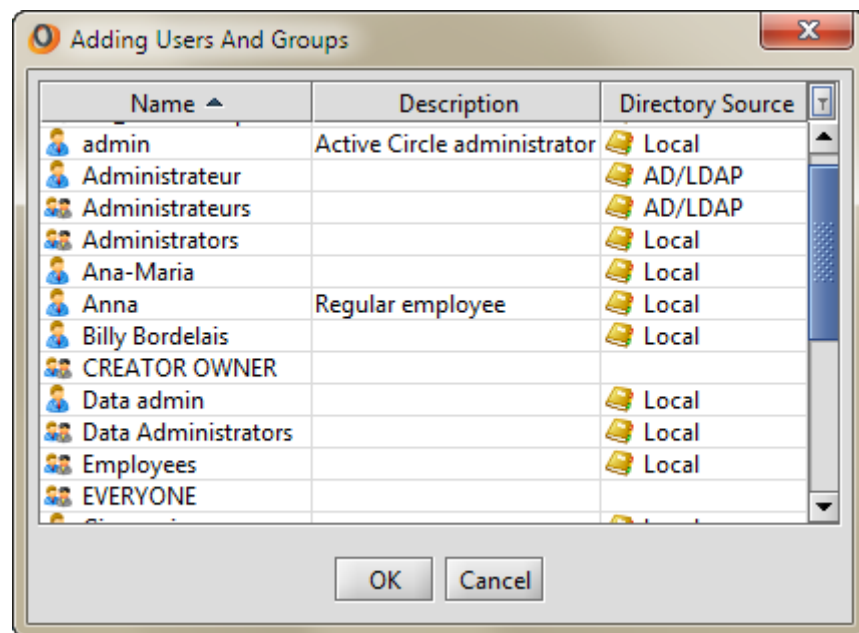 Adding Users And Groups
Name Description Directory Source
admin Active Circle administrator Local
Administrateur AD/LDAP
Administrateurs AD/LDAP
Administrators Local
Ana-Maria Local
Anna Regular employee Local
Billy Bordelais Local
CREATOR OWNER
Data admin Local
Data Administrators Local
Employees Local
EVERYONE
OK Cancel